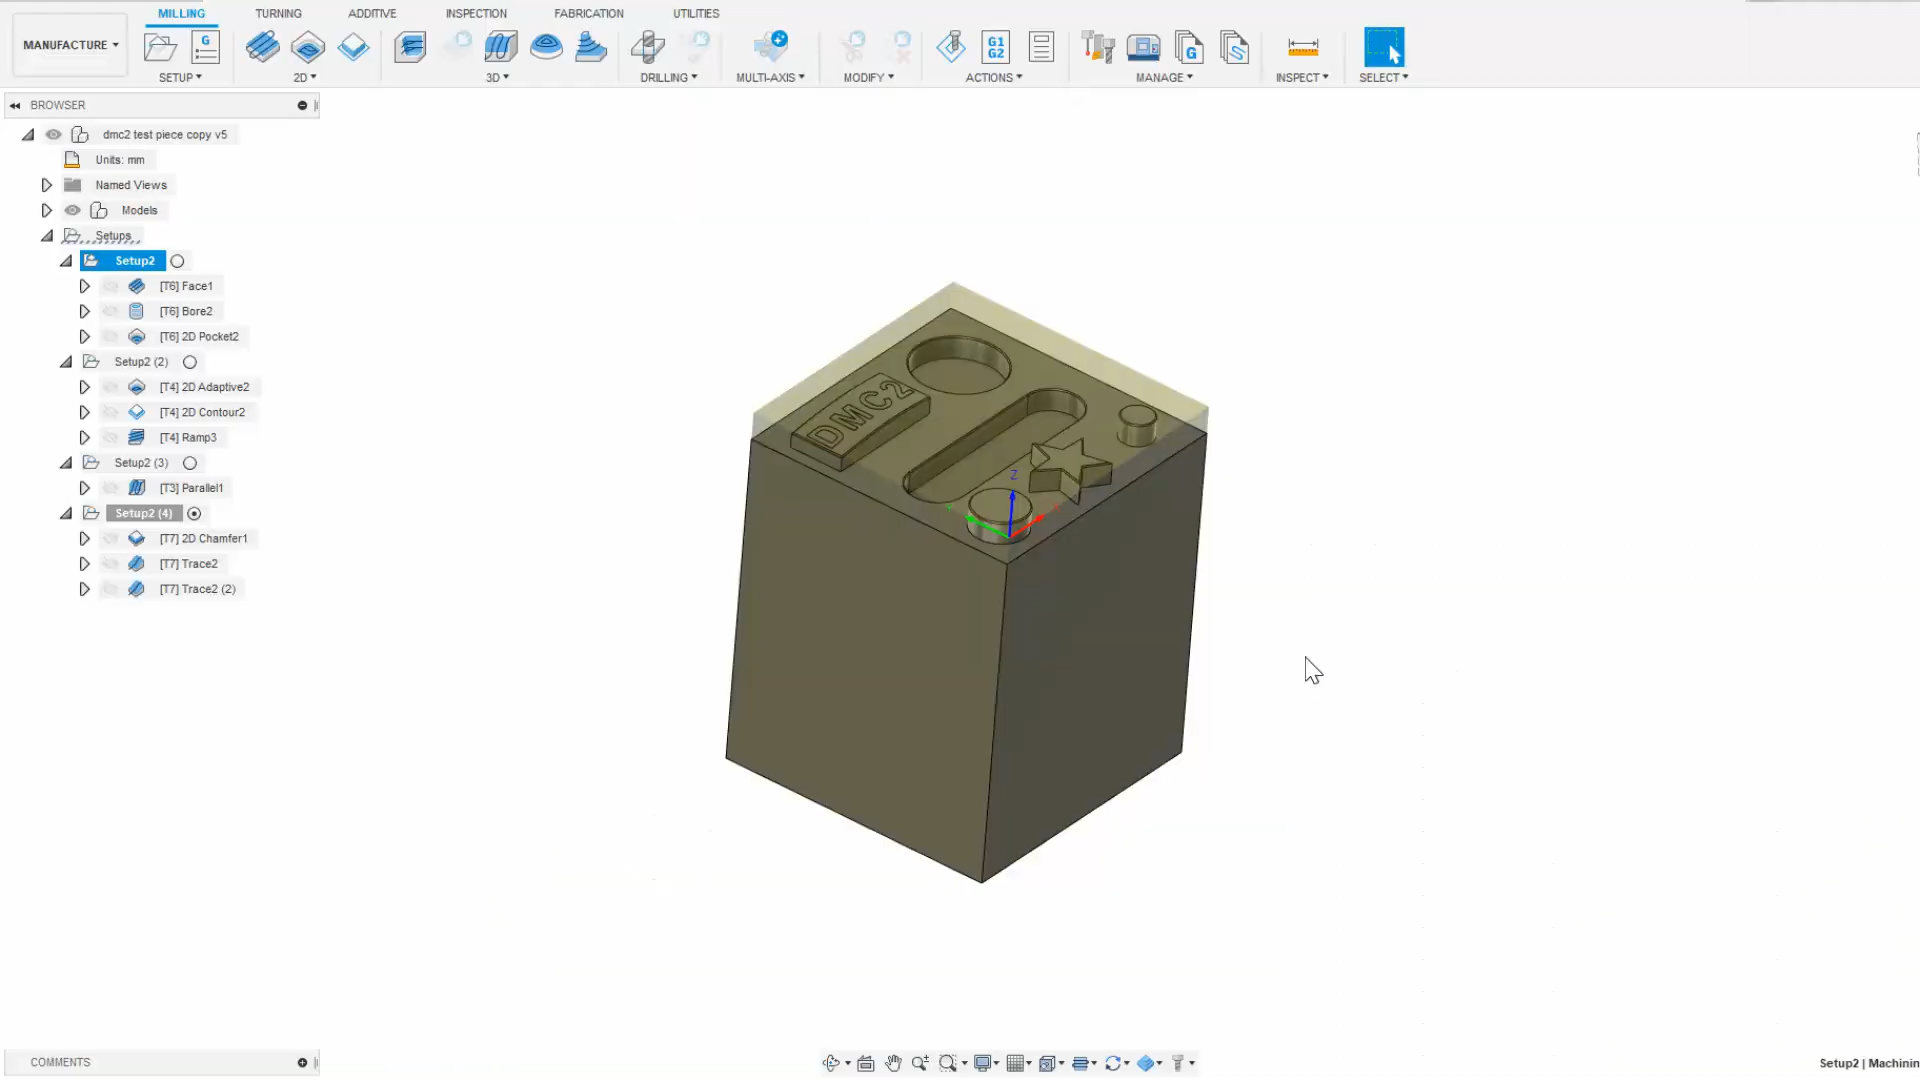 MILLING TURNING ADDITIVE INSPECTION FABRICATION UTILITIES
MANUFACTURE
G
G1
G2
G
SETUP 2D 3D DRILLING MULTI-AXIS MODIFY ACTIONS MANAGE INSPECT SELECT
BROWSER
dmc2 test piece copy v5
Units: mm
Named Views
Models
Setups
Setup2
[T6] Face1
[T6] Bore2
[T6] 2D Pocket2
Setup2 (2)
[T4] 2D Adaptive2
[T4] 2D Contour2
[T4] Ramp3
Setup2 (3)
[T3] Parallel1
Setup2 (4)
[T7] 2D Chamfer1
[T7] Trace2
[T7] Trace2 (2)
DMC2
Z
COMMENTS
Setup2 | Machinin